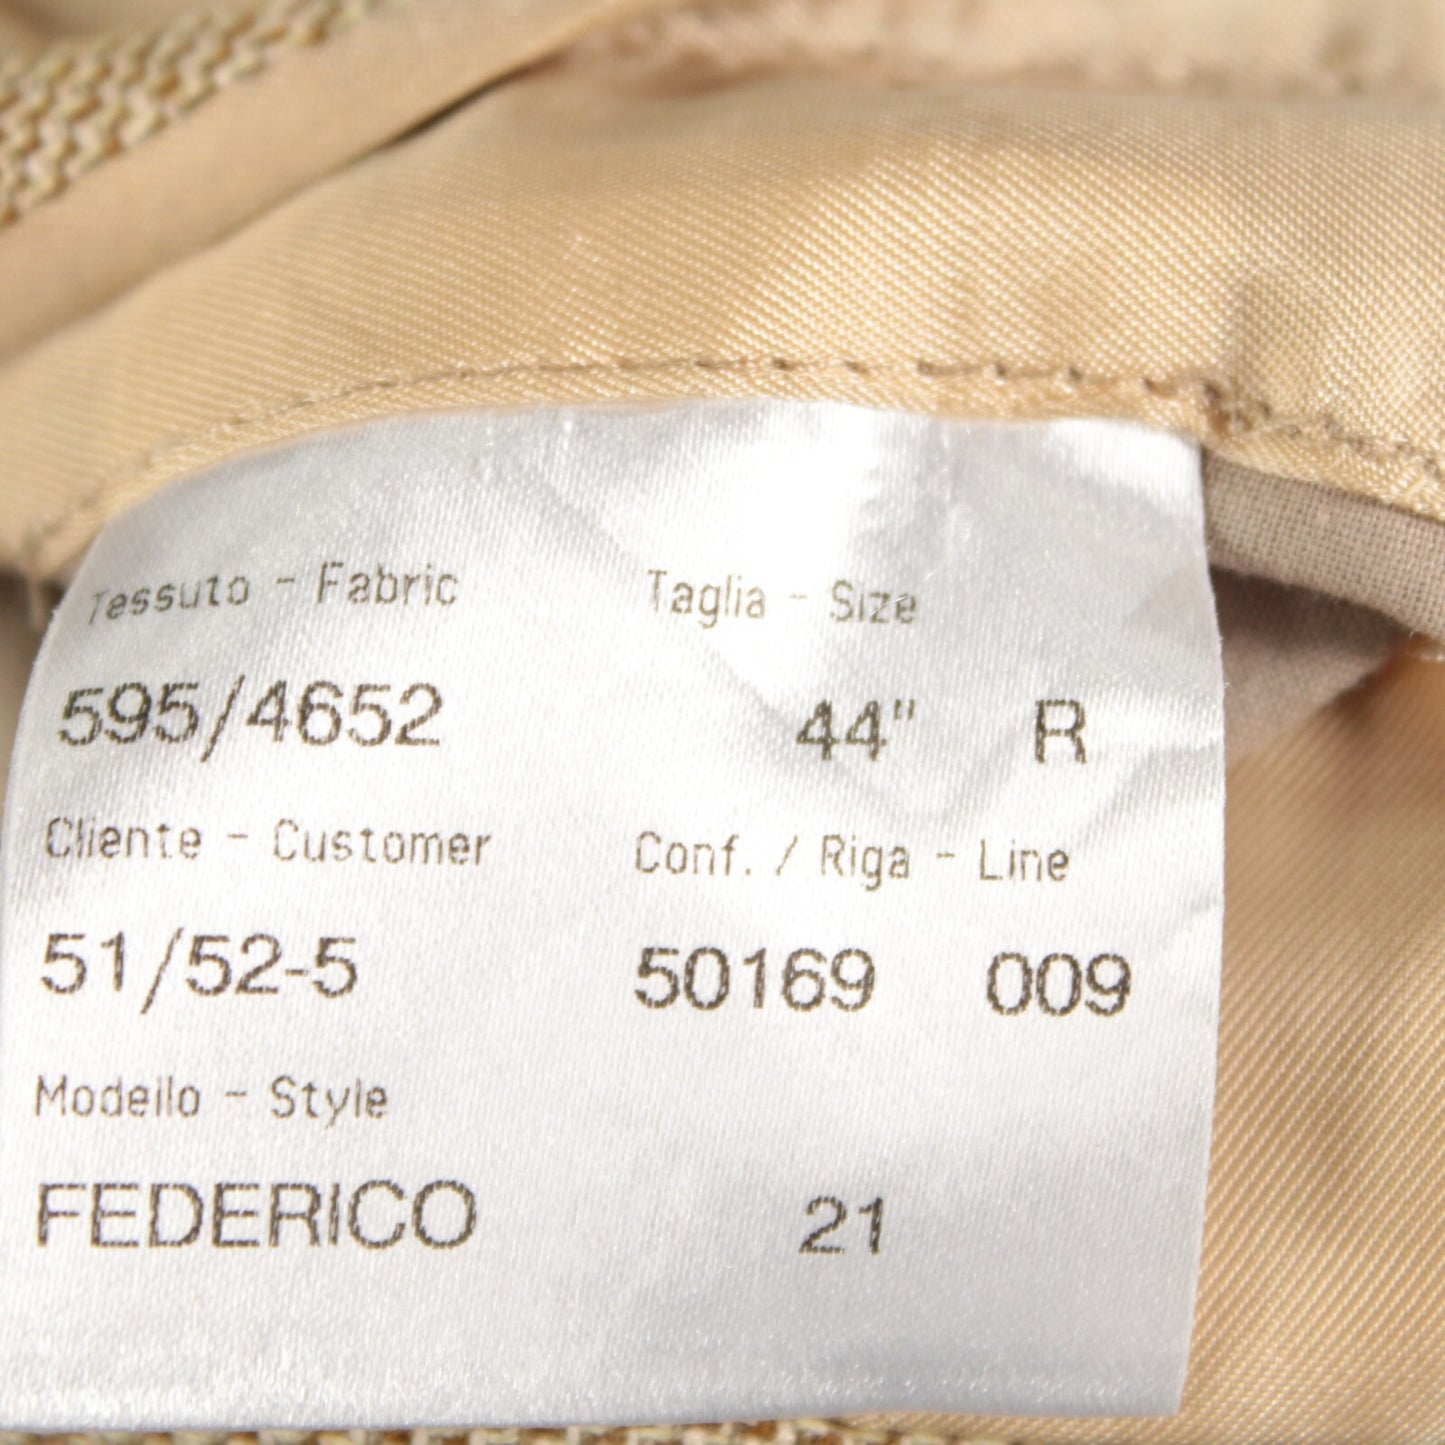 Tessuto - Fabric Taglia - Size
595/4652 44" R
Cliente - Customer Conf. / Riga - Line
51/52-5 50169 009
Modello - Style
FEDERICO 21